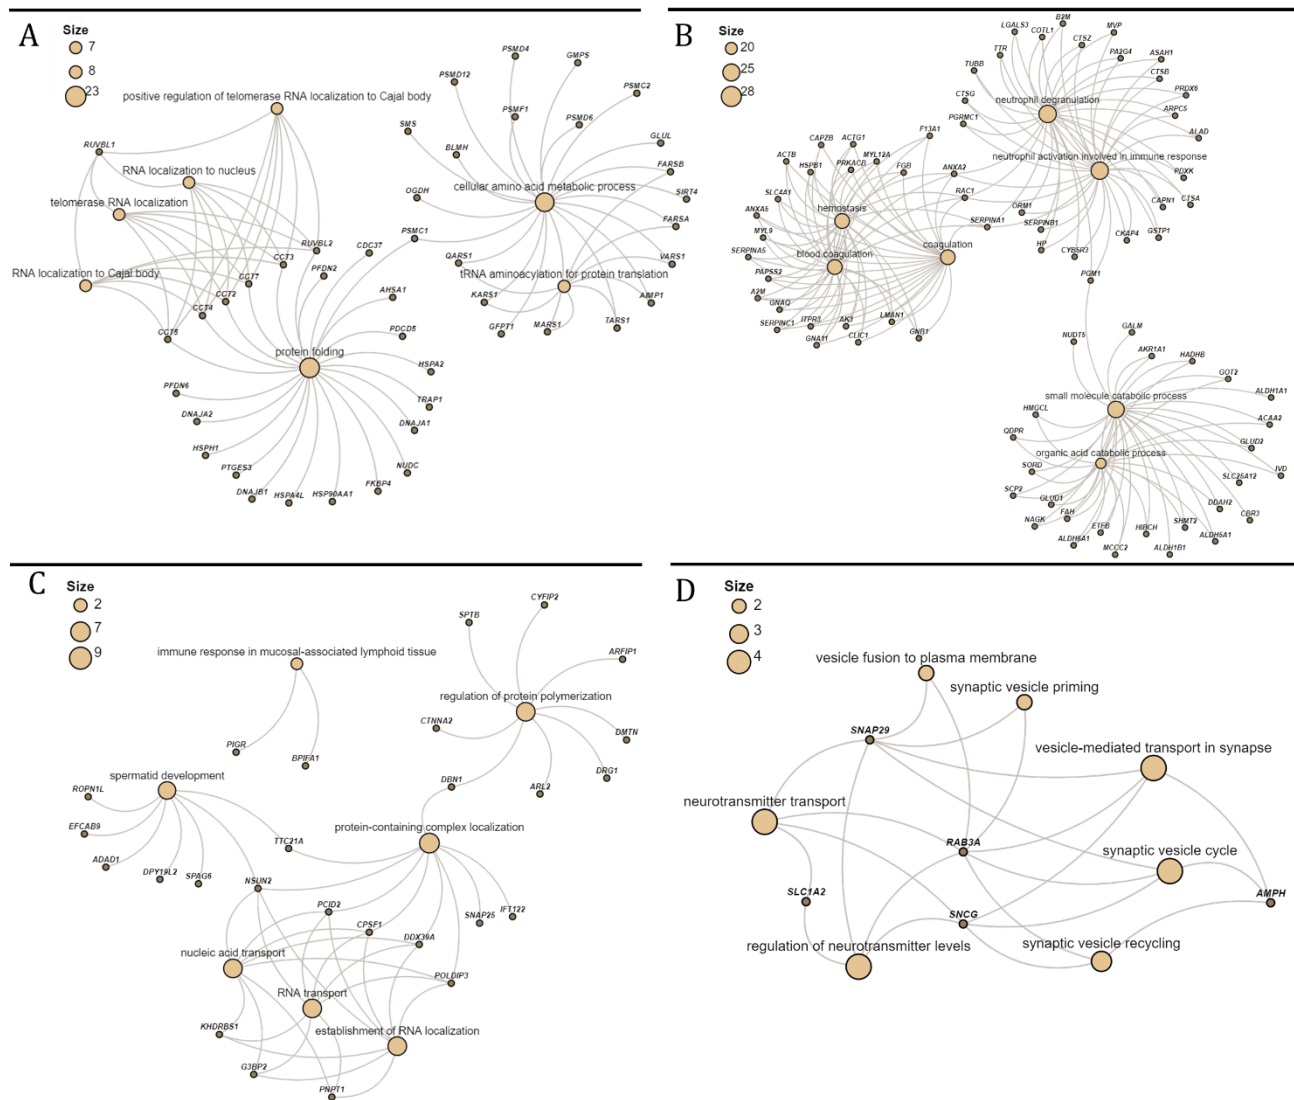 A
Size
7
8
23
positive regulation of telomerase RNA localization to Cajal body
RUVBL1
RNA localization to nucleus
telomerase RNA localization
RNA localization to Cajal body
RUVBL2
CDC37
CCT3
PFDN2
CCT7
CCT2
CCT4
CCT5
AHSA1
PDCD5
protein folding
HSPA2
PFDN6
TRAP1
DNAJA2
DNAJA1
HSPH1
PTGES3
NUDC
FKBP4
DNAJB1
HSPA4L
HSP90AA1
PSMD4
GMPS
PSMD12
PSMC2
PSMF1
SMS
PSMD6
BLMH
GLUL
FARSB
OGDH
cellular amino acid metabolic process
SIRT4
FARSA
PSMC1
QARS1
VARS1
tRNA aminoacylation for protein translation
KARS1
AIMP1
GFPT1
MARS1
TARS1
B
Size
20
25
28
B2M
LGALS3
COTL1
MVP
CTSZ
TTR
PA2G4
ASAH1
TUBB
CTSB
CTSG
neutrophil degranulation
PRDX6
PGRMC1
ARPC5
ALAD
neutrophil activation involved in immune response
PDXK
CTSA
CAPN1
GSTP1
CKAP4
CYB5R3
HP
SERPINB1
ORM1
SERPINA1
RAC1
ANXA2
F13A1
CAPZB
ACTG1
MYL12A
ACTB
HSPB1
PRKACB
FGB
SLC4A1
ANXA5
hemostasis
MYL9
coagulation
SERPINA5
blood coagulation
PAPSS2
A2M
GNAQ
SERPINC1
ITPR3
AK3
LMAN1
GNA11
CLIC1
GNB1
PGM1
NUDT5
GALM
AKR1A1
HADHB
GOT2
small molecule catabolic process
ALDH1A1
HMGCL
ACAA2
QDPR
organic acid catabolic process
GLUD2
SORD
IVD
SLC25A12
SCP2
GLUD1
DDAH2
NAGK
FAH
CBR3
ETFB
HIBCH
SHMT2
ALDH6A1
ALDH5A1
MCCC2
ALDH1B1
C
Size
2
7
9
immune response in mucosal-associated lymphoid tissue
PIGR
BPIFA1
CYFIP2
SPTB
ARFIP1
regulation of protein polymerization
CTNNA2
DMTN
DRG1
DBN1
ARL2
spermatid development
ROPN1L
EFCAB9
ADAD1
DPY19L2
SPAG6
TTC21A
NSUN2
protein-containing complex localization
PCID2
CPSF1
SNAP25
IFT122
DDX39A
nucleic acid transport
POLDIP3
RNA transport
KHDRBS1
establishment of RNA localization
G3BP2
PNPT1
D
Size
2
3
4
vesicle fusion to plasma membrane
synaptic vesicle priming
SNAP29
vesicle-mediated transport in synapse
neurotransmitter transport
RAB3A
synaptic vesicle cycle
SLC1A2
AMPH
SNCG
regulation of neurotransmitter levels
synaptic vesicle recycling